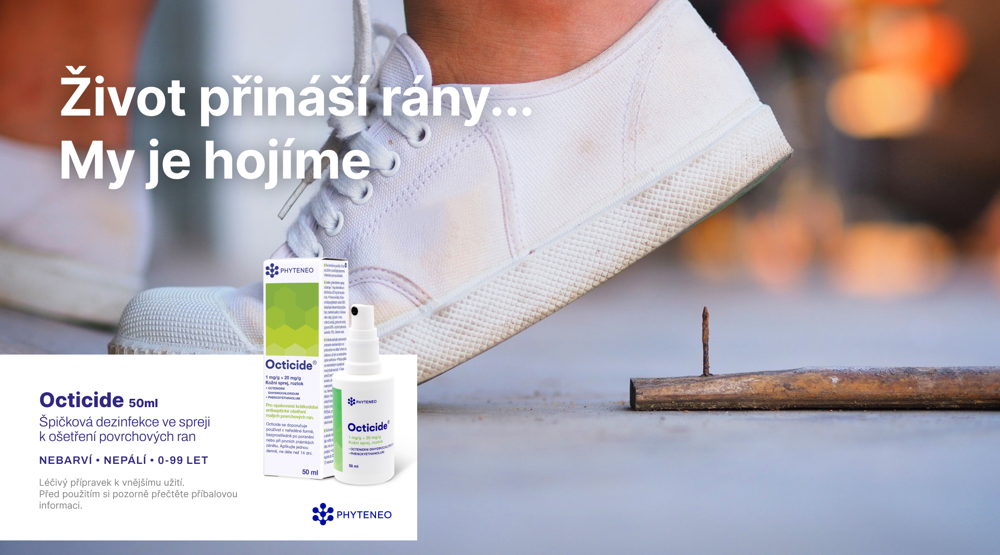 Život přináší rány...
My je hojíme
PHYTENEO
Octicide®
1 mg/g + 20 mg/g
Kožní sprej, roztok
• OCTENIDINI
DIHYDROCHLORIDUM
• PHENOXYETHANOLUM
Pro opakované krátkodobé
antiseptické ošetření
malých povrchových ran.
Octicide se doporučuje
používat v neředěné formě,
bezprostředně po poranění
nebo při prvních známkách
zánětu. Aplikujte jednou
denně, ne déle než 14 dní.
50 ml
PHYTENEO
Octicide®
1 mg/g + 20 mg/g
Kožní sprej, roztok
• OCTENIDINI DIHYDROCHLORIDUM
• PHENOXYETHANOLUM
50 ml
Octicide 50ml
Špičková dezinfekce ve spreji
k ošetření povrchových ran
NEBARVÍ • NEPÁLÍ • 0-99 LET
Léčivý přípravek k vnějšímu užití.
Před použitím si pozorně přečtěte příbalovou
informaci.
PHYTENEO